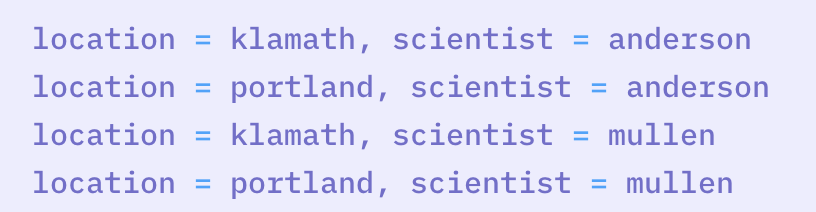 location = klamath, scientist = anderson
location = portland, scientist = anderson
location = klamath, scientist = mullen
location = portland, scientist = mullen